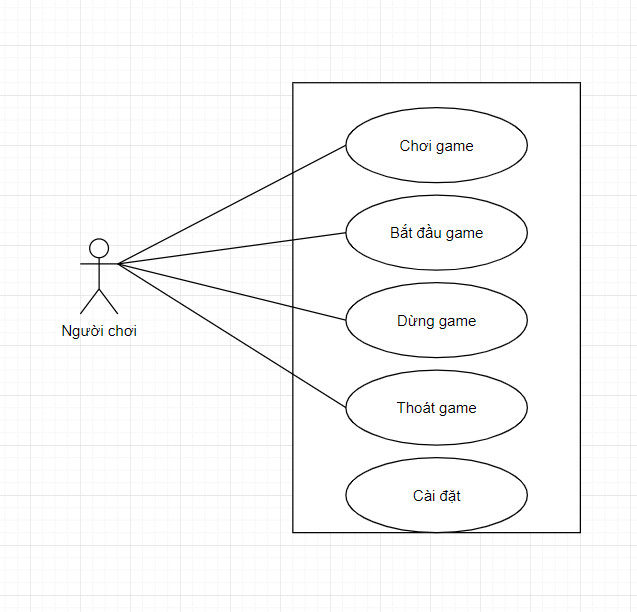 Chơi game
Bắt đầu game
Dừng game
Người chơi
Thoát game
Cài đặt